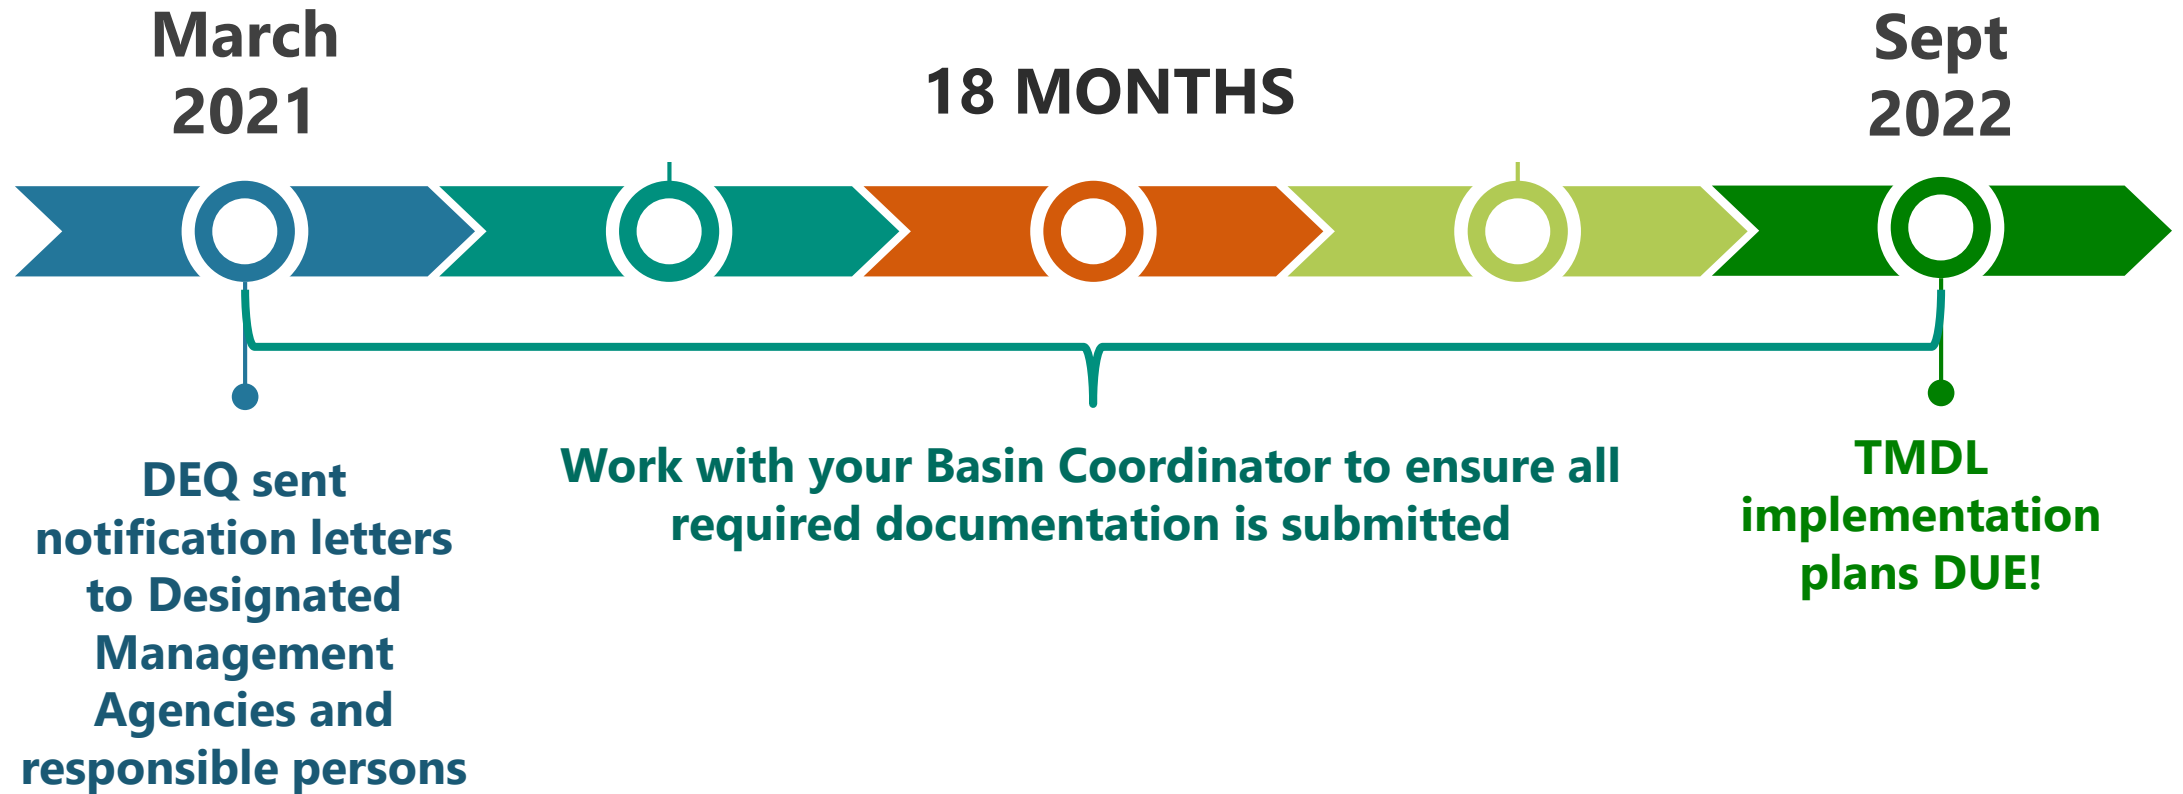 March
2021
18 MONTHS
Sept
2022
DEQ sent
notification letters
to Designated
Management
Agencies and
responsible persons
Work with your Basin Coordinator to ensure all
required documentation is submitted
TMDL
implementation
plans DUE!